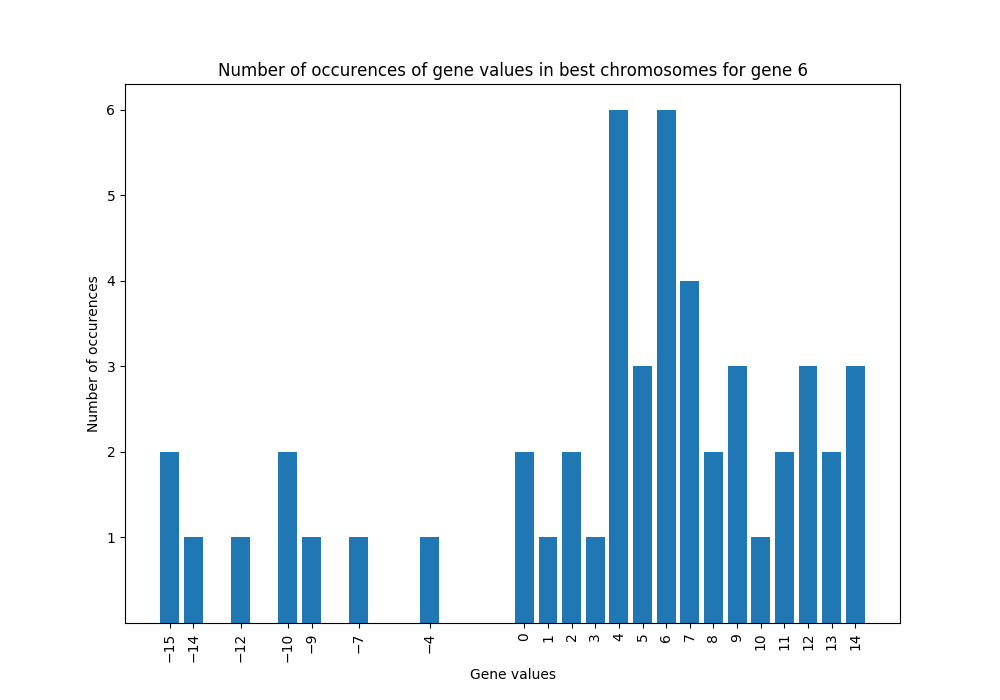 Number of occurences of gene values in best chromosomes for gene 6
6
5
4
3
2
1
Number of occurences
−15 −14 −12 −10 −9 −7 −4 0 1 2 3 4 5 6 7 8 9 10 11 12 13 14
Gene values